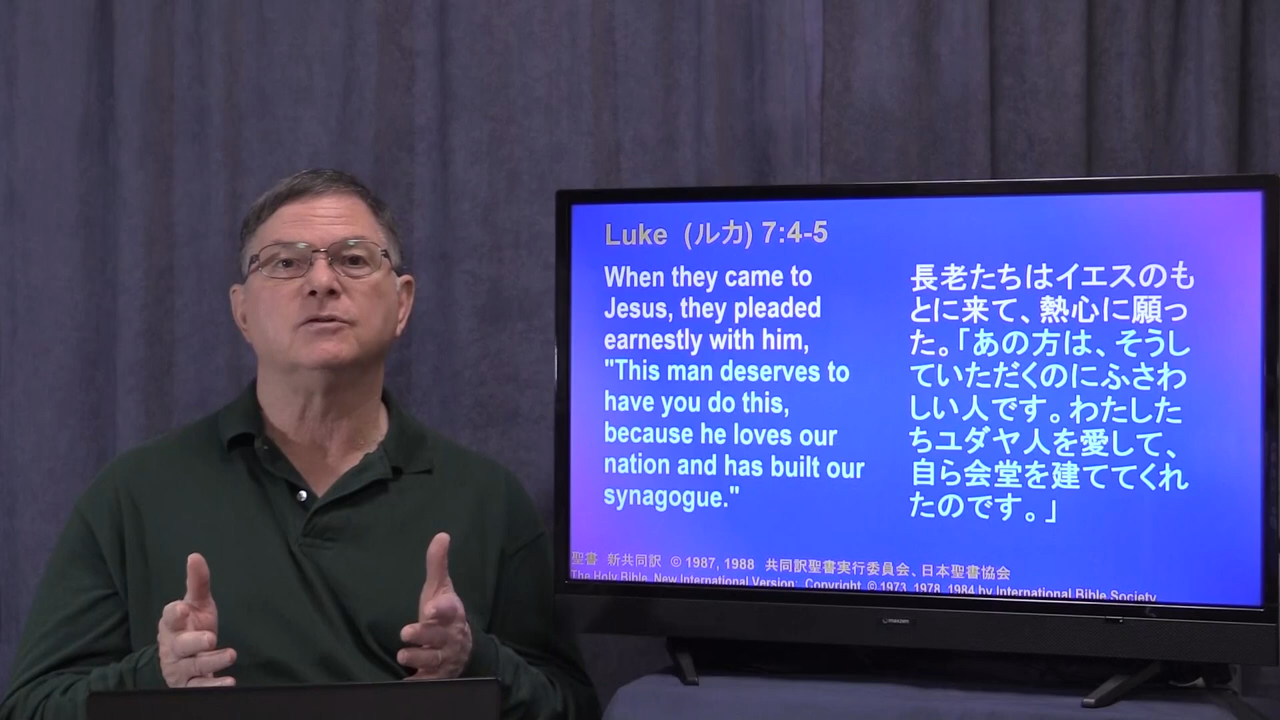 Luke (ルカ) 7:4-5
When they came to
Jesus, they pleaded
earnestly with him,
"This man deserves to
have you do this,
because he loves our
nation and has built our
synagogue."
長老たちはイエスのも
とに来て、熱心に願っ
た。「あの方は、そうし
ていただくのにふさわ
しい人です。わたした
ちユダヤ人を愛して、
自ら会堂を建ててくれ
たのです。」
聖書 新共同訳 © 1987, 1988 共同訳聖書実行委員会、日本聖書協会
The Holy Bible, New International Version: Copyright © 1973, 1978, 1984 by International Bible Society